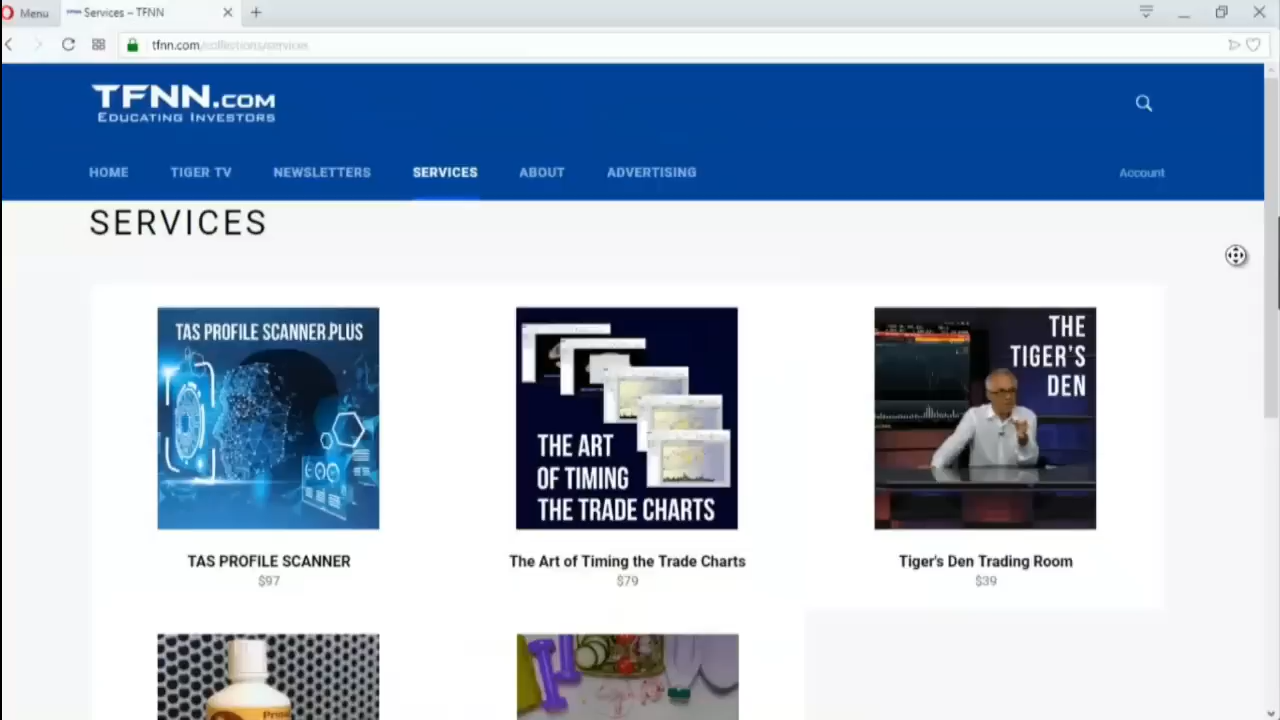 Menu
Services – TFNN
tfnn.com/collections/services
TFNN.COM
EDUCATING INVESTORS
HOME
TIGER TV
NEWSLETTERS
SERVICES
ABOUT
ADVERTISING
Account
SERVICES
TAS PROFILE SCANNER PLUS
THE ART
OF TIMING
THE TRADE CHARTS
THE
TIGER'S
DEN
TAS PROFILE SCANNER
$97
The Art of Timing the Trade Charts
$79
Tiger's Den Trading Room
$39